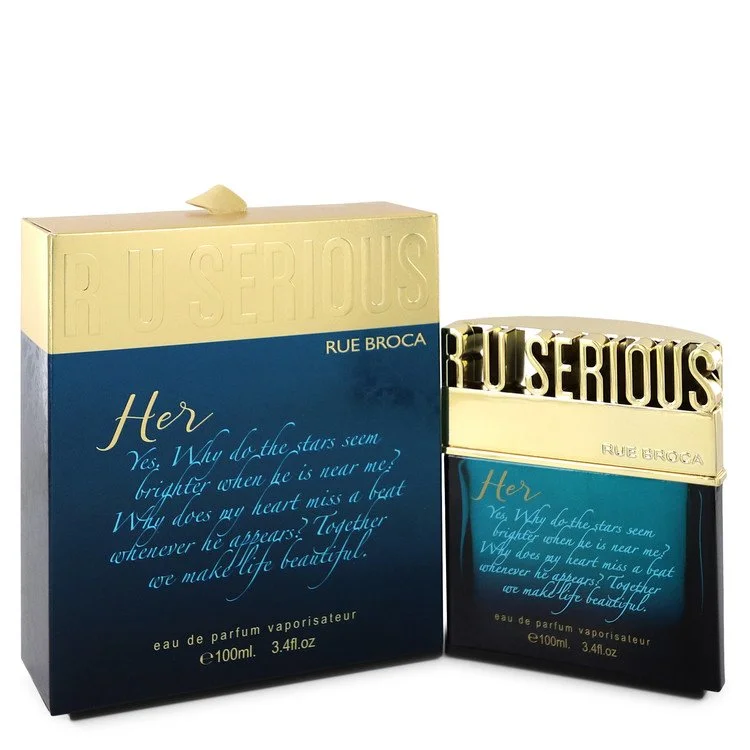 R U SERIOUS
RUE BROCA
Her
Yes. Why do the stars seem
brighter when he is near me?
Why does my heart miss a beat
whenever he appears? Together
we make life beautiful.
eau de parfum vaporisateur
℮100ml. 3.4fl.oz
R U SERIOUS
RUE BROCA
Her
Yes. Why do the stars seem
brighter when he is near me?
Why does my heart miss a beat
whenever he appears? Together
we make life beautiful.
eau de parfum vaporisateur
℮100ml. 3.4fl.oz